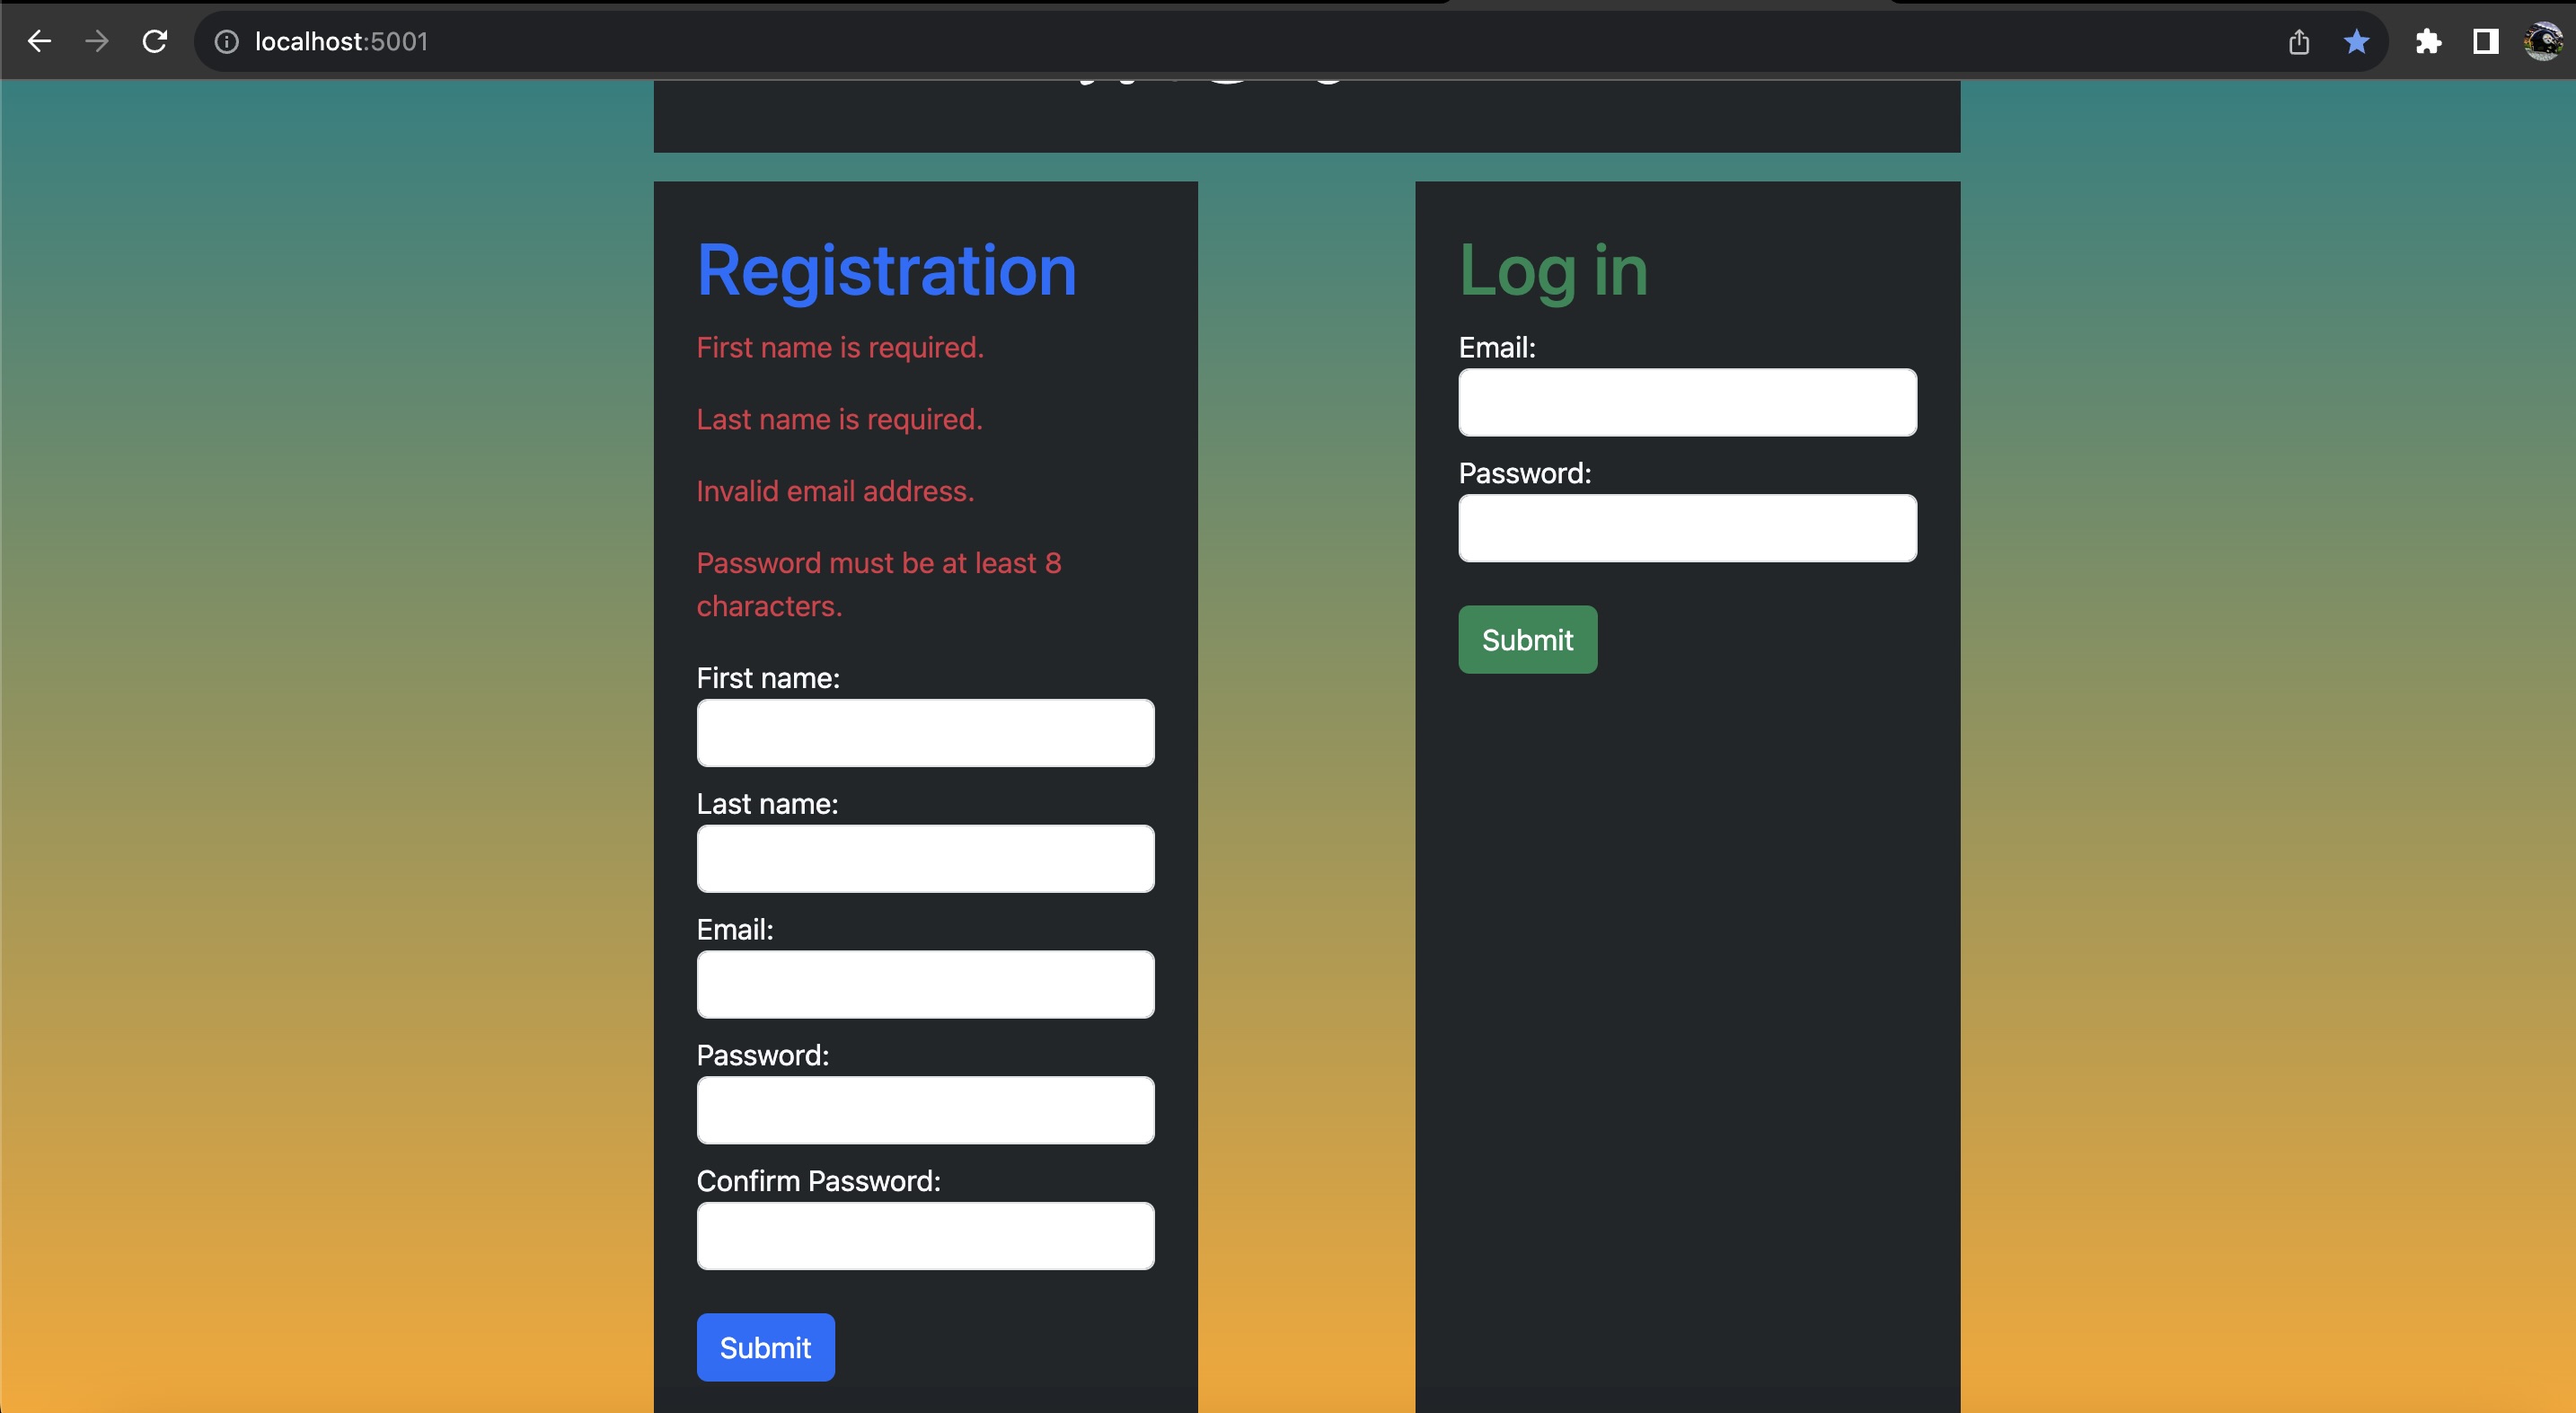 localhost:5001
Registration
First name is required.
Last name is required.
Invalid email address.
Password must be at least 8
characters.
First name:
Last name:
Email:
Password:
Confirm Password:
Submit
Log in
Email:
Password:
Submit